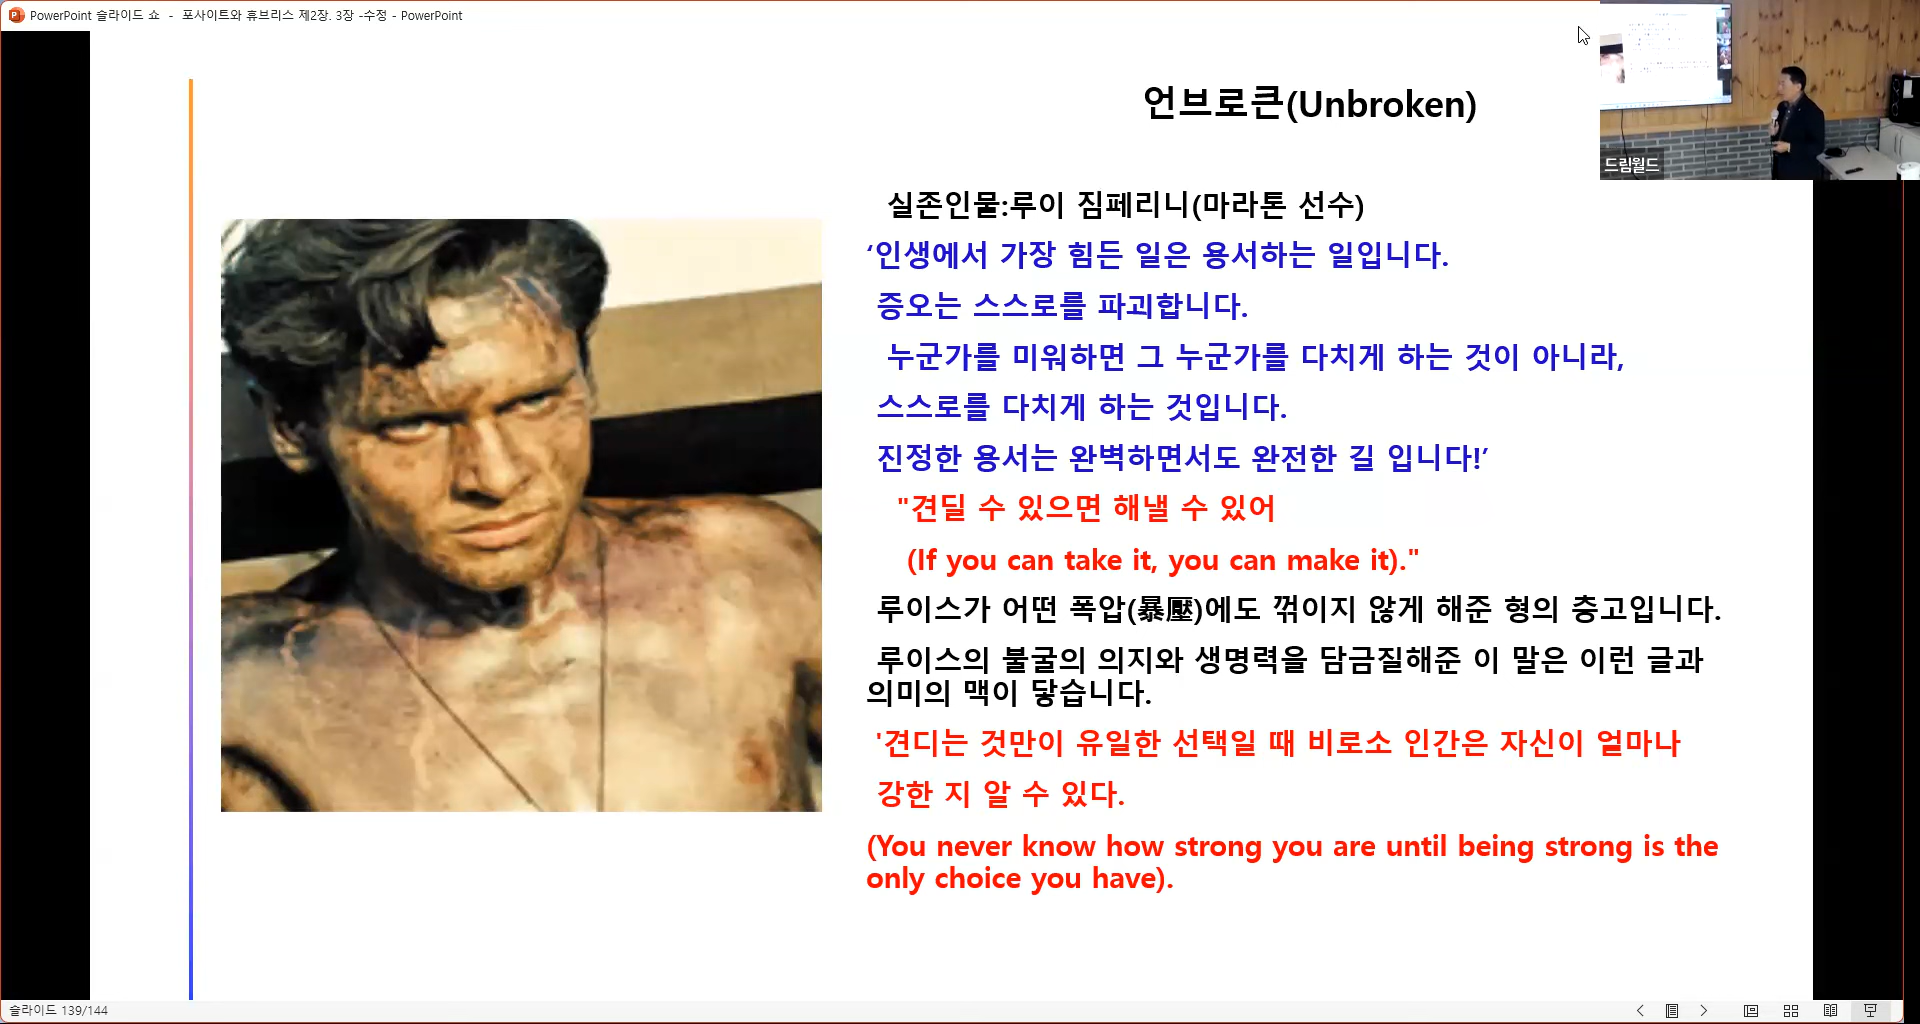 PowerPoint 슬라이드 쇼 - 포사이트와 휴브리스 제2장. 3장 -수정 - PowerPoint
언브로큰(Unbroken)
드림월드
실존인물:루이 짐페리니(마라톤 선수)
‘인생에서 가장 힘든 일은 용서하는 일입니다.
증오는 스스로를 파괴합니다.
누군가를 미워하면 그 누군가를 다치게 하는 것이 아니라,
스스로를 다치게 하는 것입니다.
진정한 용서는 완벽하면서도 완전한 길 입니다!’
"견딜 수 있으면 해낼 수 있어
(If you can take it, you can make it)."
루이스가 어떤 폭압(暴壓)에도 꺾이지 않게 해준 형의 충고입니다.
루이스의 불굴의 의지와 생명력을 담금질해준 이 말은 이런 글과
의미의 맥이 닿습니다.
'견디는 것만이 유일한 선택일 때 비로소 인간은 자신이 얼마나
강한 지 알 수 있다.
(You never know how strong you are until being strong is the
only choice you have).
슬라이드 139/144